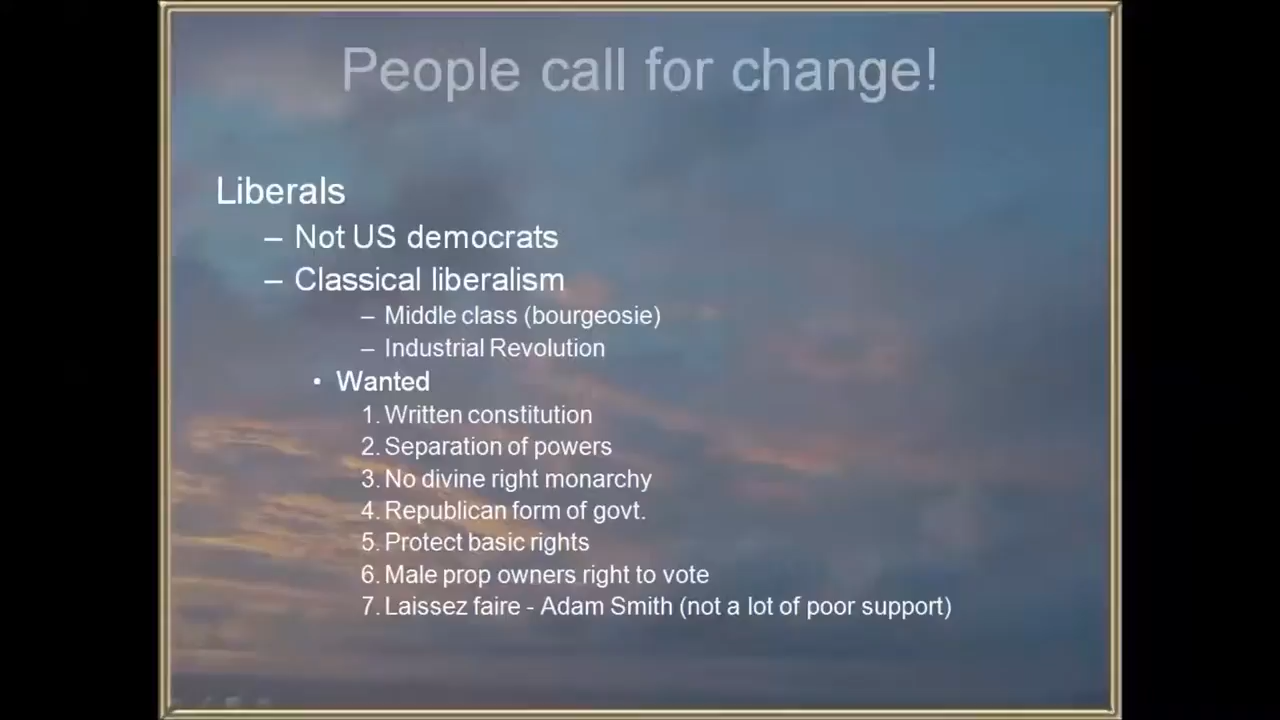 People call for change!
Liberals
– Not US democrats
– Classical liberalism
– Middle class (bourgeosie)
– Industrial Revolution
• Wanted
1. Written constitution
2. Separation of powers
3. No divine right monarchy
4. Republican form of govt.
5. Protect basic rights
6. Male prop owners right to vote
7. Laissez faire - Adam Smith (not a lot of poor support)